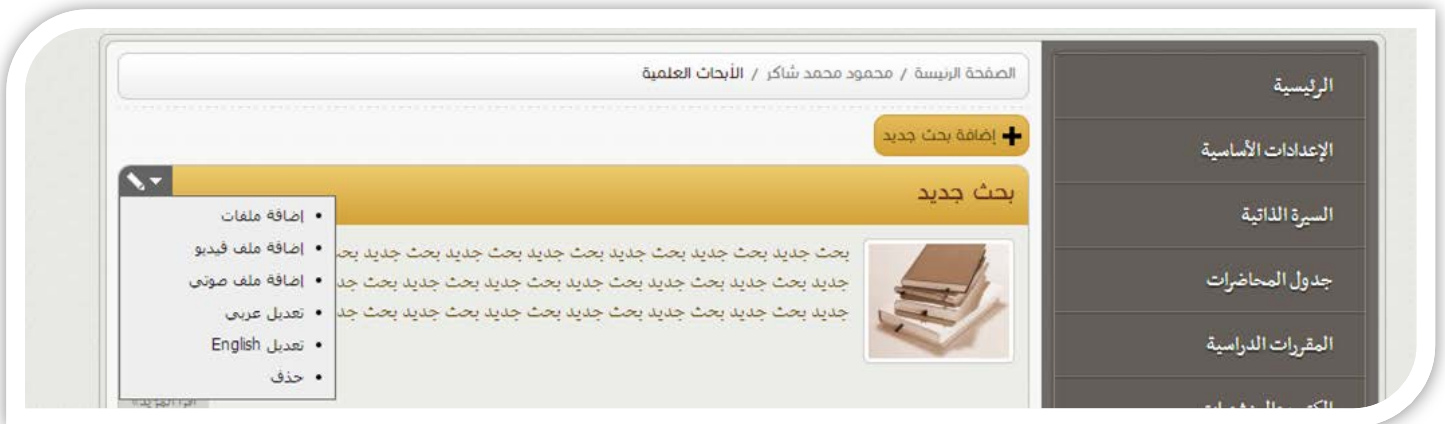 الرئيسية
الإعدادات الأساسية
السيرة الذاتية
جدول المحاضرات
المقررات الدراسية
الصفحة الرئيسة / محمود محمد شاكر / الأبحاث العلمية
إضافة بحث جديد
بحث جديد
بحث جديد بحث جديد بحث جديد بحث جديد بحث جديد بحث جديد بحـ
جديد بحث جديد بحث جديد بحث جديد بحث جديد بحث جديد بحث جد
جديد بحث جديد بحث جديد بحث جديد بحث جديد بحث جديد بحث جد
إضافة ملفات
إضافة ملف فيديو
إضافة ملف صوتي
تعديل عربي
تعديل English
حذف